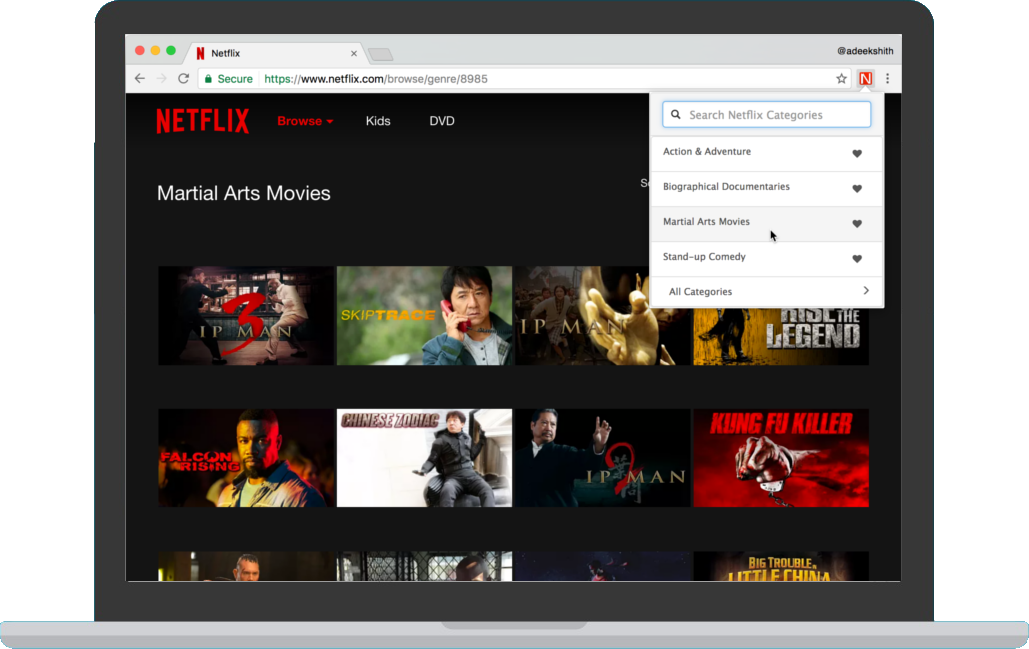 Netflix
@adeekshith
Secure
https://www.netflix.com/browse/genre/8985
N
NETFLIX
Browse
Kids
DVD
Search Netflix Categories
Action & Adventure
Biographical Documentaries
Martial Arts Movies
Stand-up Comedy
All Categories
Martial Arts Movies
3
IP MAN
SKIPTRACE
IP MAN
RISE THE
LEGEND
FALCON
RISING
CHINESE ZODIAC
2
IP MAN
KUNG FU KILLER
BIG TROUBLE IN
LITTLE CHINA